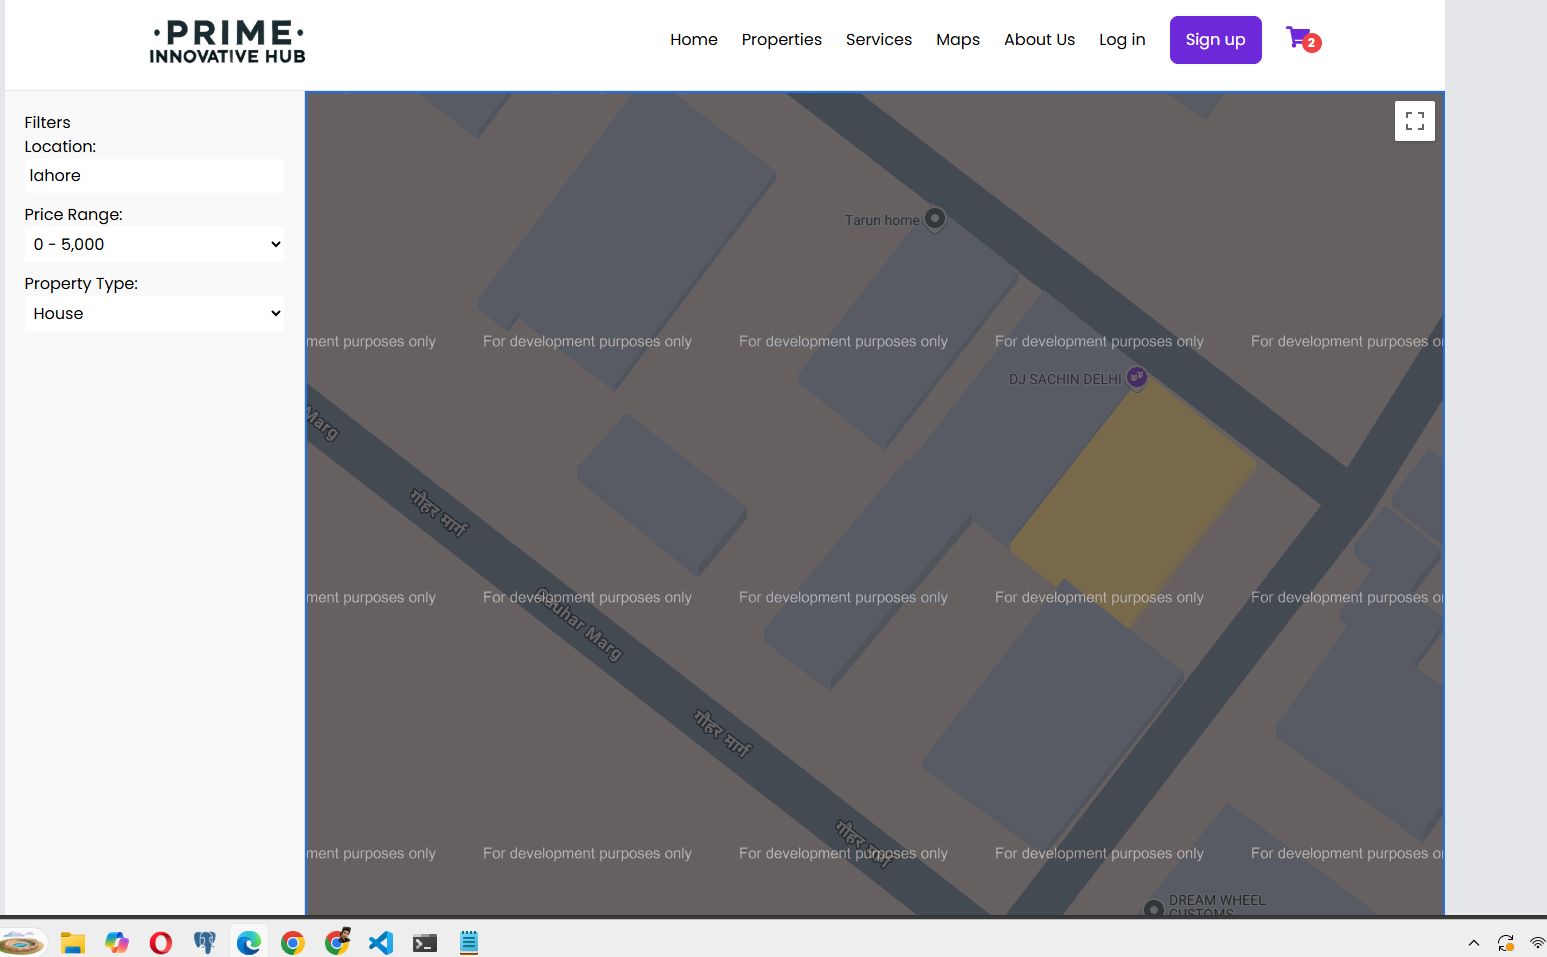 ·PRIME·
INNOVATIVE HUB
Home Properties Services Maps About Us Log in Sign up 2
Filters
Location:
lahore
Price Range:
0 - 5,000
Property Type:
House
Tarun home
ment purposes only For development purposes only For development purposes only For development purposes only For development purposes o
DJ SACHIN DELHI
Marg
गौहर मार्ग
ment purposes only For development purposes only For development purposes only For development purposes only For development purposes o
Gauhar Marg
गौहर मार्ग
ment purposes only For development purposes only For development purposes only For development purposes only For development purposes o
गौहर मार्ग
DREAM WHEEL
CUSTOMS